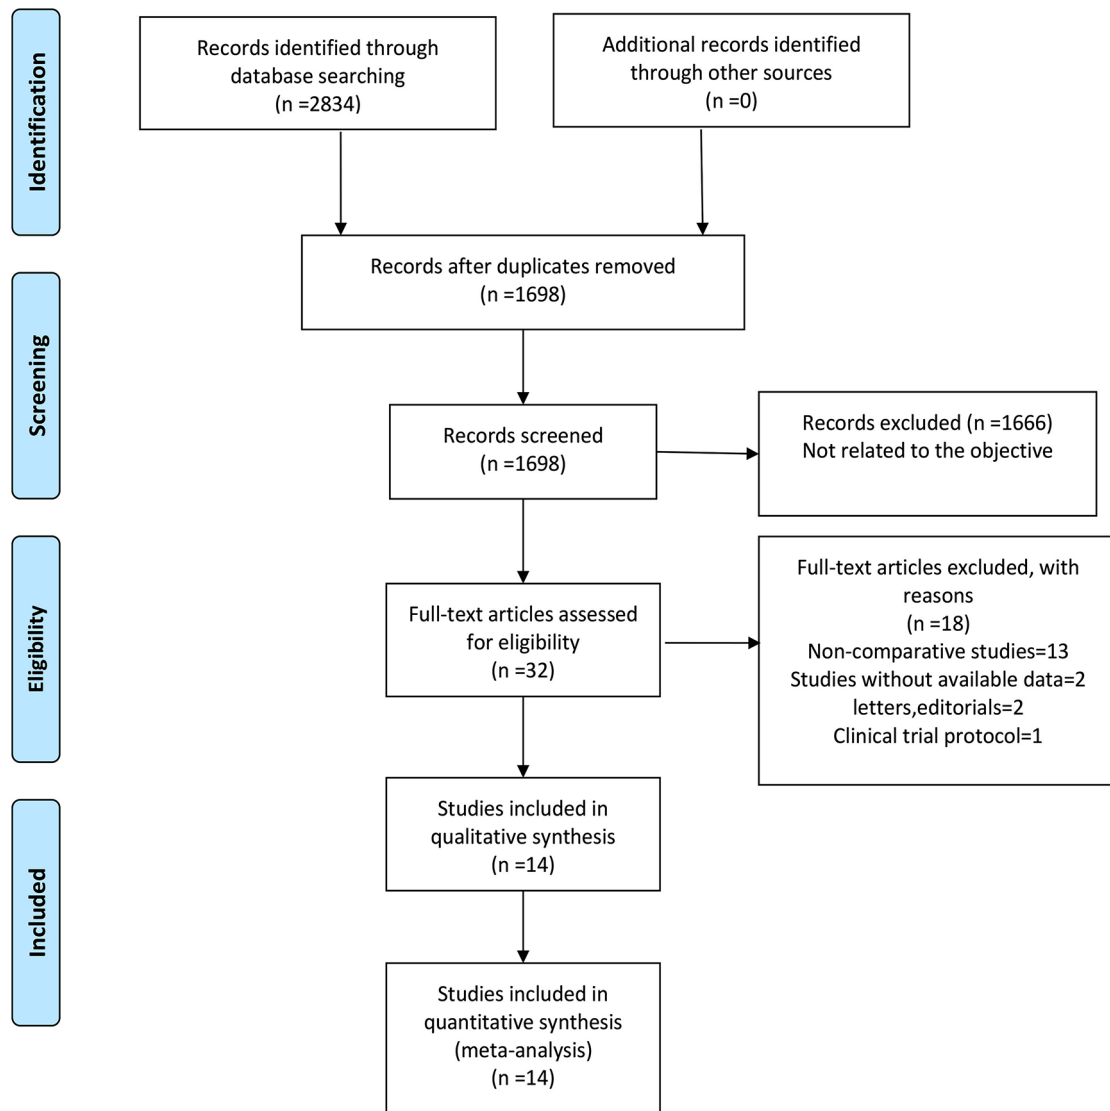 Identification
Records identified through
database searching
(n =2834)
Additional records identified
through other sources
(n =0)
Records after duplicates removed
(n =1698)
Screening
Records screened
(n =1698)
Records excluded (n =1666)
Not related to the objective
Eligibility
Full-text articles assessed
for eligibility
(n =32)
Full-text articles excluded, with
reasons
(n =18)
Non-comparative studies=13
Studies without available data=2
letters,editorials=2
Clinical trial protocol=1
Included
Studies included in
qualitative synthesis
(n =14)
Studies included in
quantitative synthesis
(meta-analysis)
(n =14)